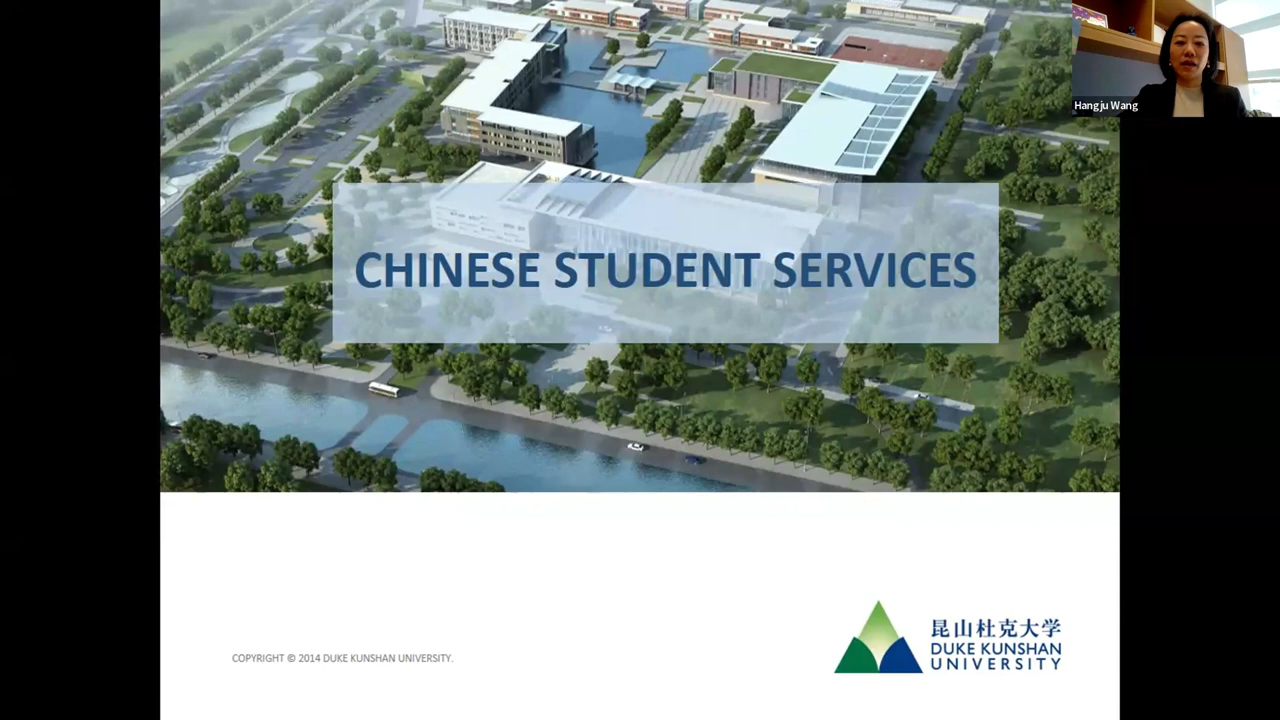 Hangju Wang
CHINESE STUDENT SERVICES
昆山杜克大学
DUKE KUNSHAN
UNIVERSITY
COPYRIGHT © 2014 DUKE KUNSHAN UNIVERSITY.